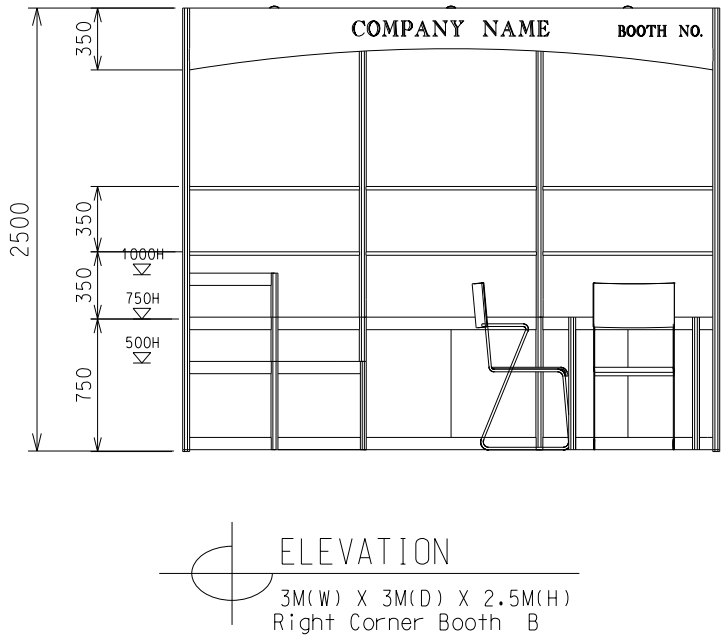 COMPANY NAME BOOTH NO.
350
2500
350
350
1000H
750H
500H
750
ELEVATION
3M(W) X 3M(D) X 2.5M(H)
Right Corner Booth B